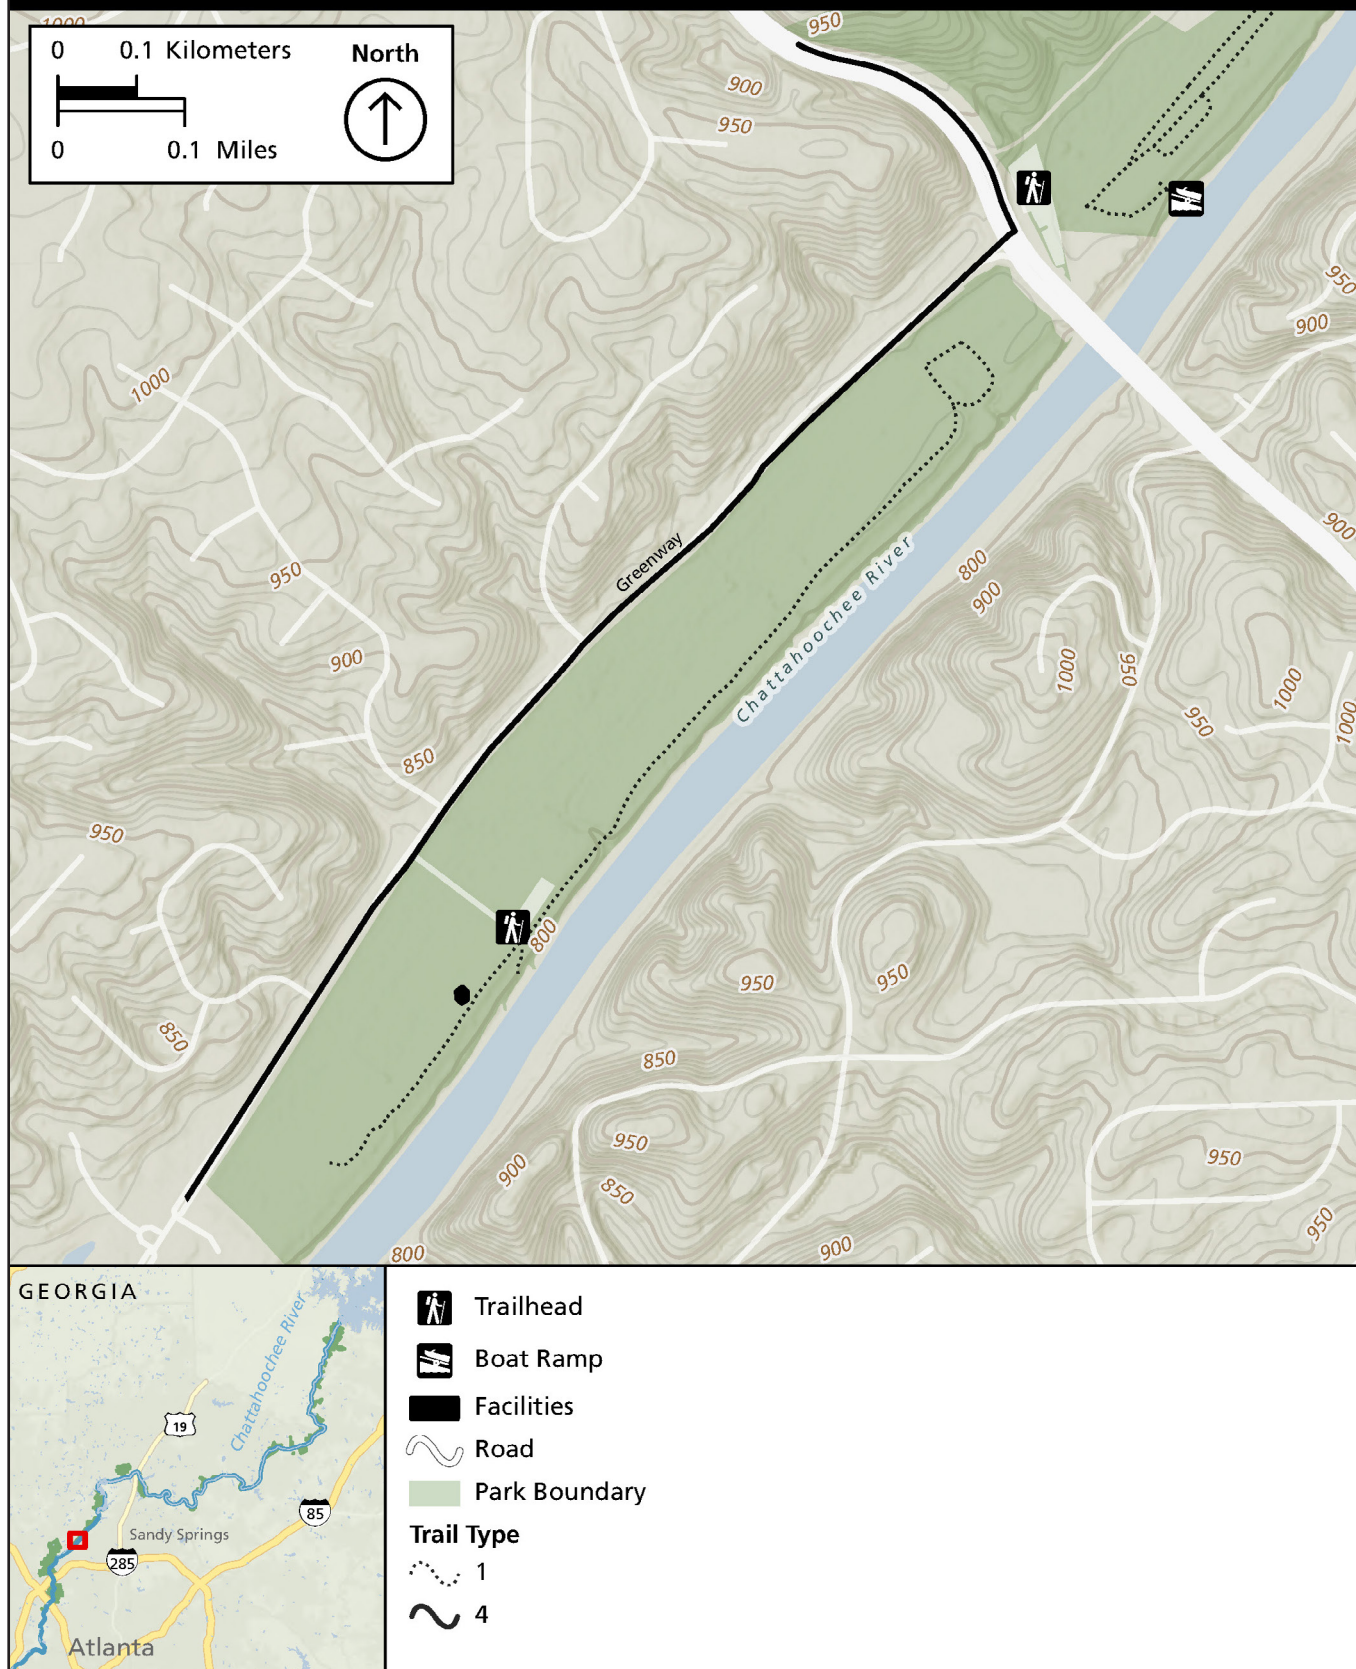 0 0.1 Kilometers
North
0 0.1 Miles
1000
950
900
950
950
900
1000
Greenway
Chattahoochee River
800
900
900
950
1000
950
1000
950
1000
900
850
950
800
850
950
950
850
950
850
900
950
950
900
800
GEORGIA
Chattahoochee River
19
85
Sandy Springs
285
Atlanta
Trailhead
Boat Ramp
Facilities
Road
Park Boundary
Trail Type
1
4